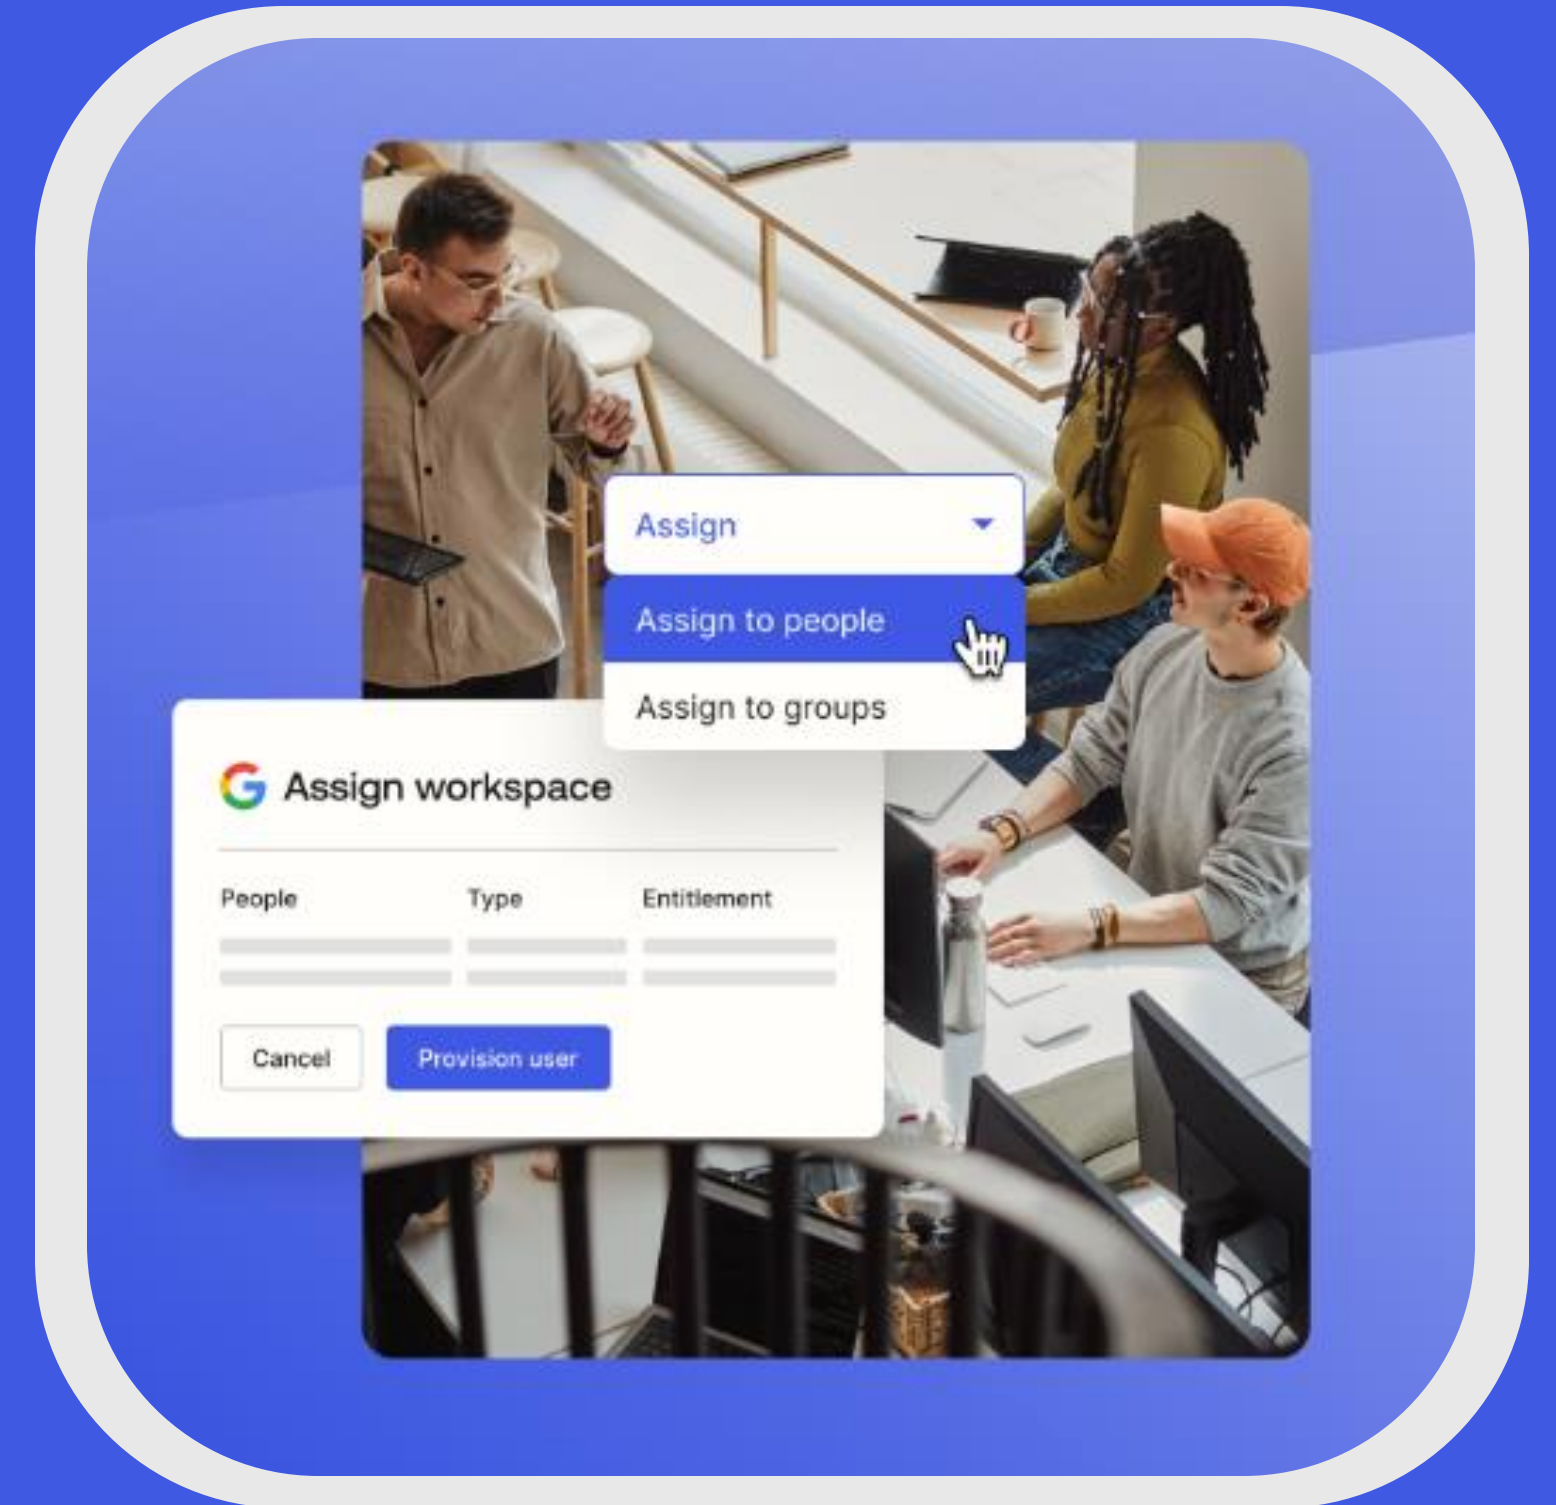 Assign
Assign to people
Assign to groups
Assign workspace
People Type Entitlement
Cancel Provision user